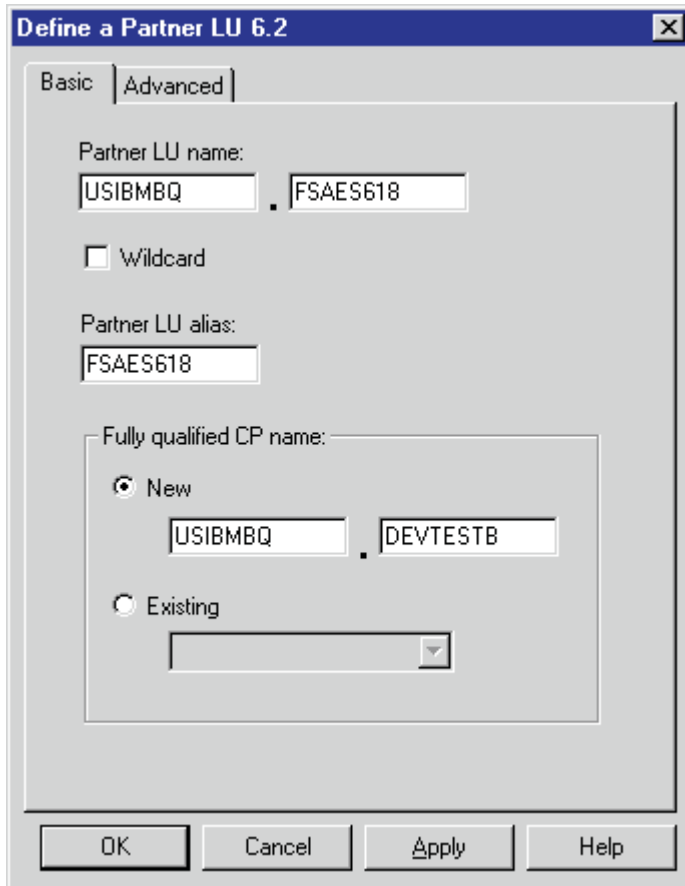 Define a Partner LU 6.2
Basic Advanced
Partner LU name:
USIBMBQ . FSAES618
Wildcard
Partner LU alias:
FSAES618
Fully qualified CP name:
New
USIBMBQ . DEVTESTB
Existing
OK Cancel Apply Help